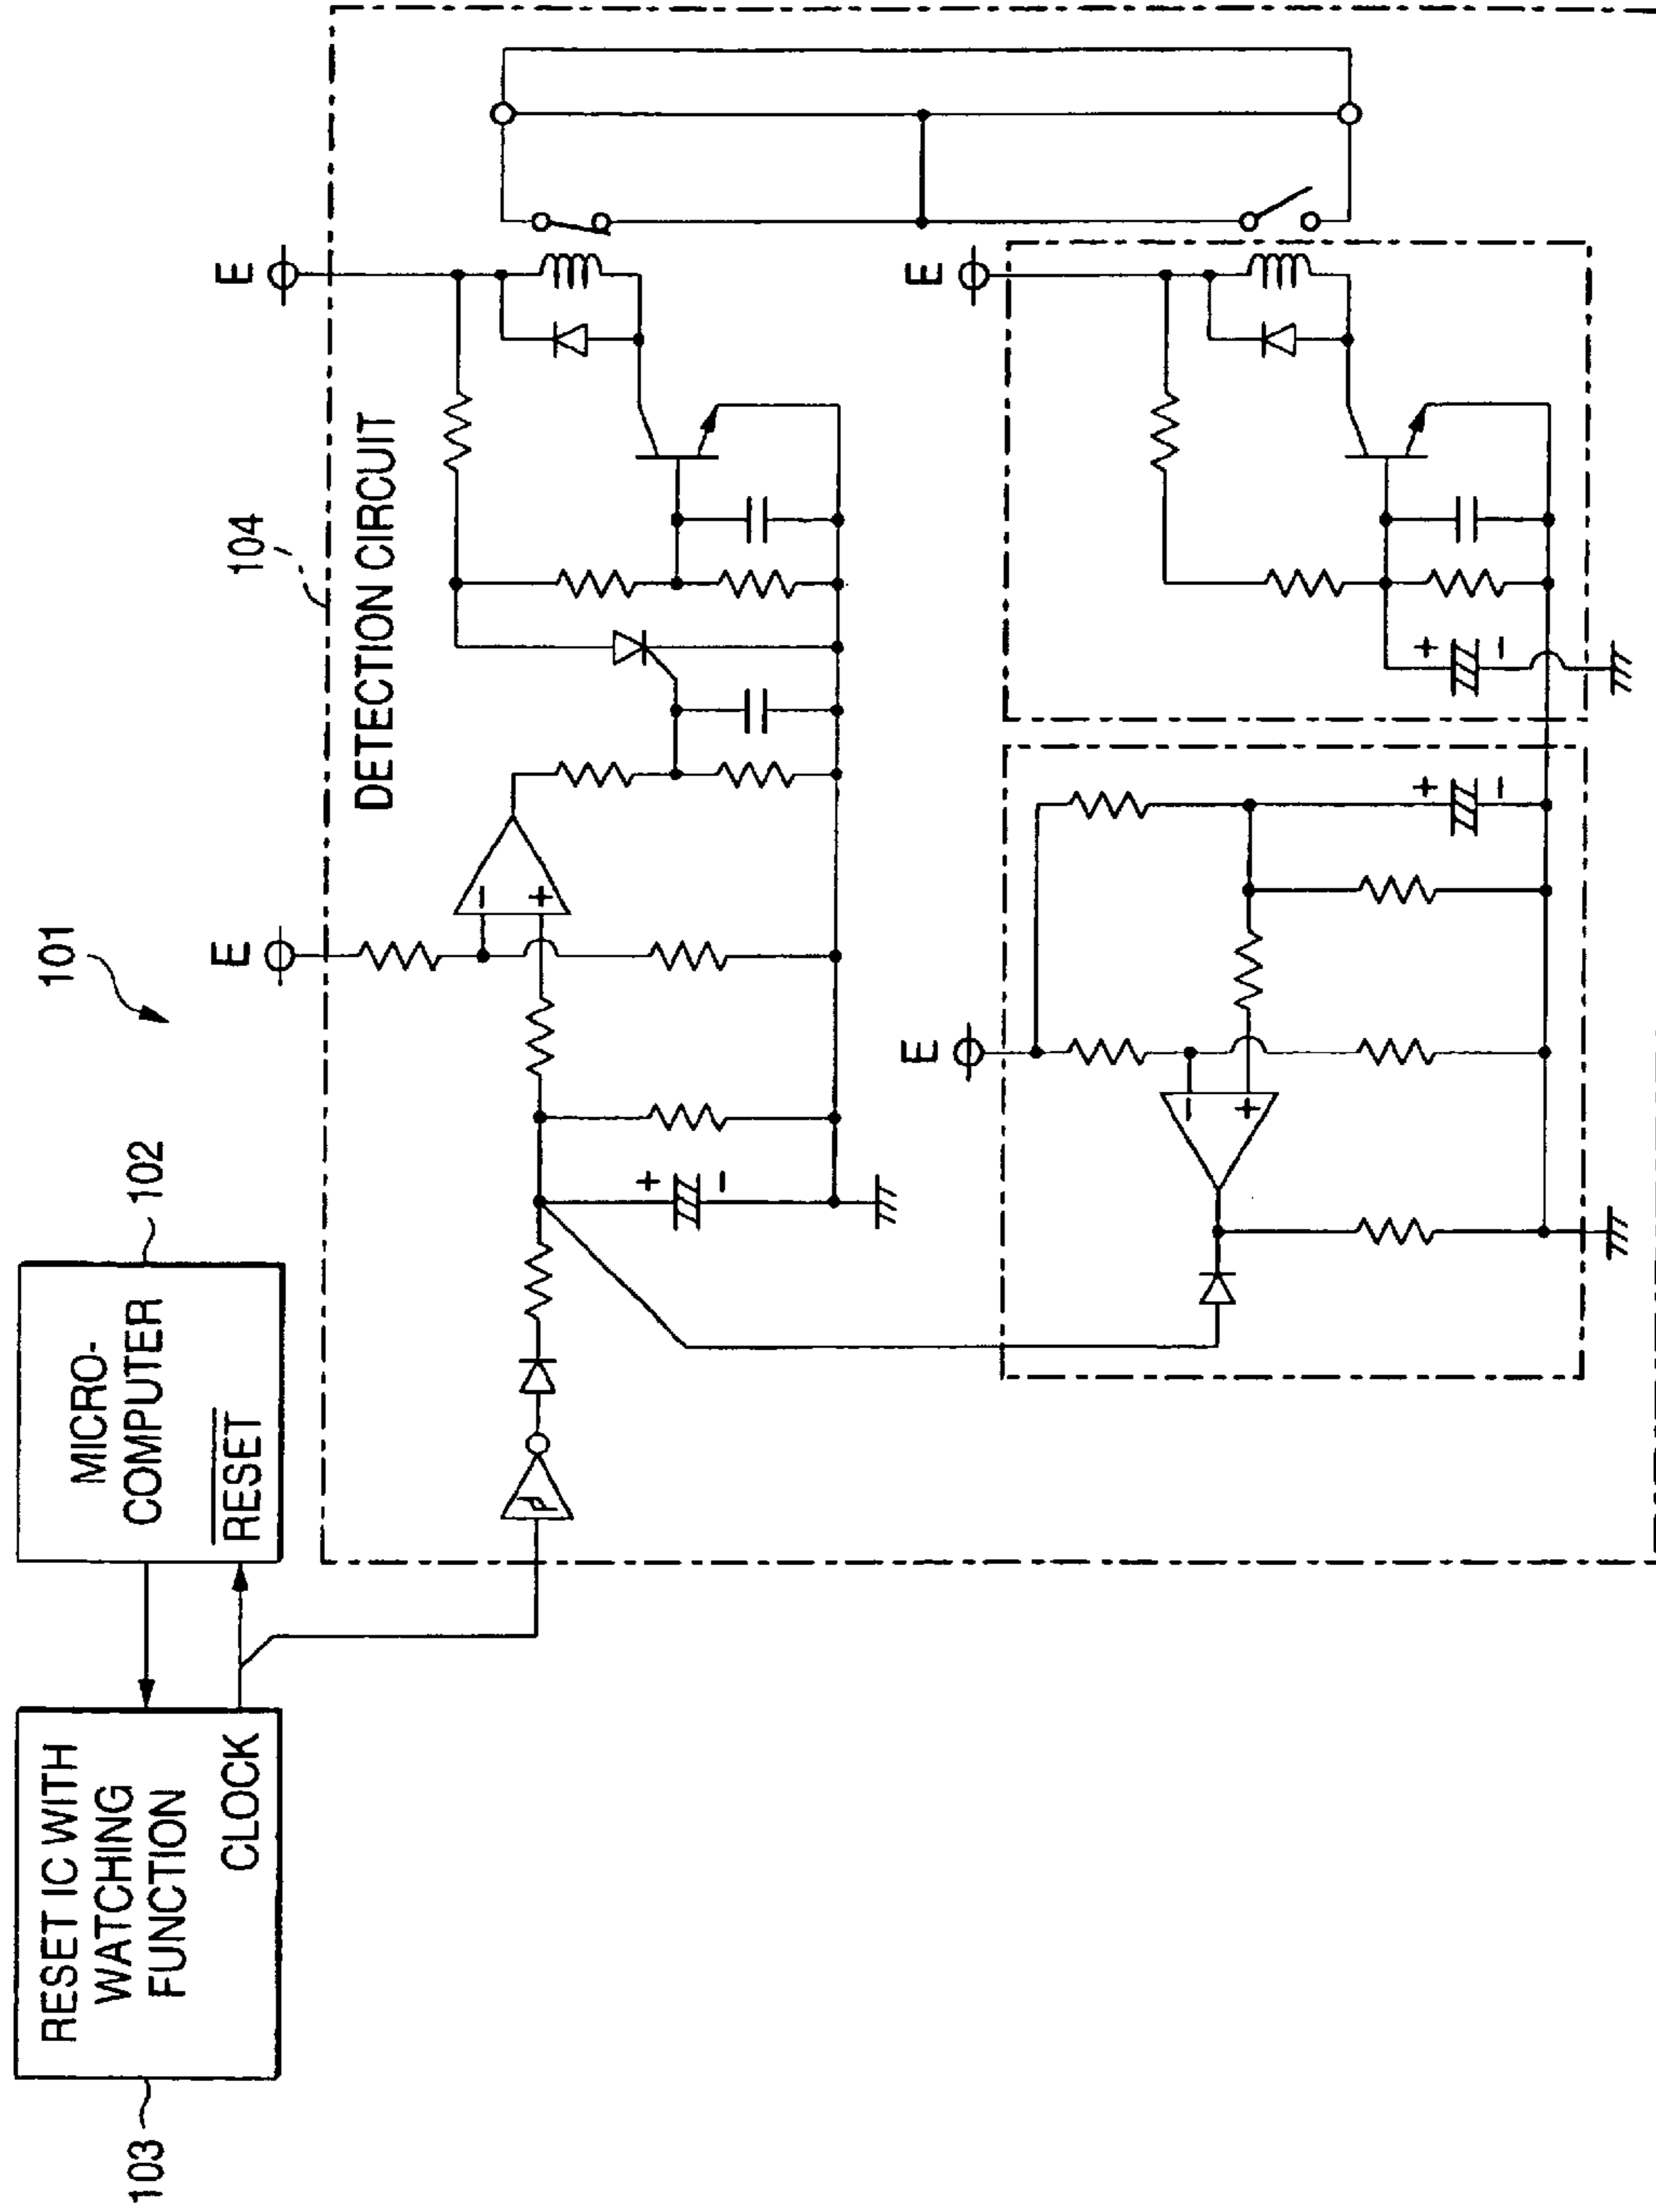 103
RESET IC WITH
WATCHING
FUNCTION
CLOCK
102
MICRO-
COMPUTER
RESET
101
104
E
E
DETECTION CIRCUIT
−
+
+
−
E
E
−
+
+
−
+
−